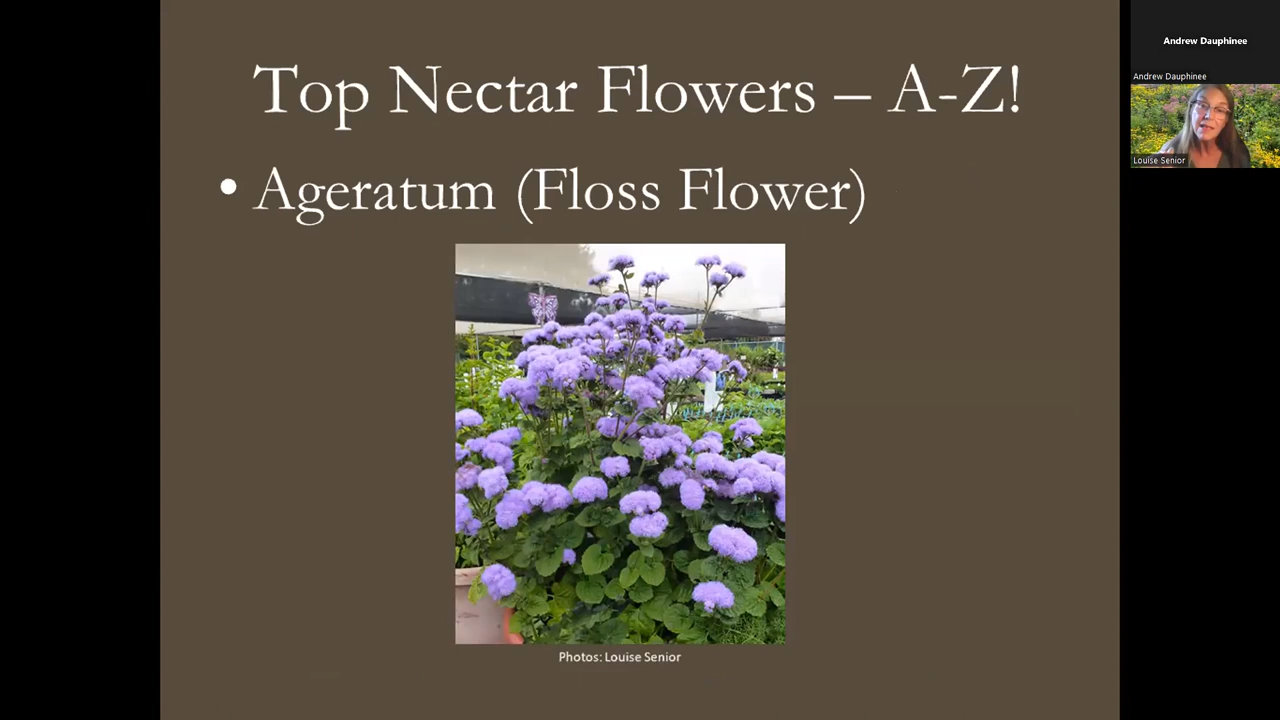 Top Nectar Flowers – A-Z!
• Ageratum (Floss Flower)
Photos: Louise Senior
Andrew Dauphinee
Andrew Dauphinee
Louise Senior